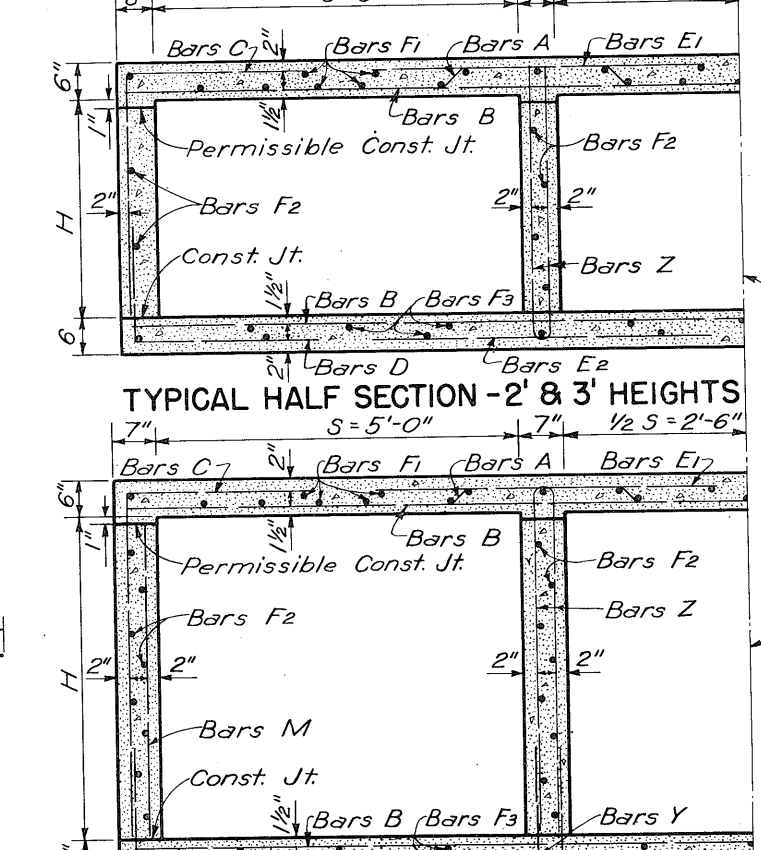 Bars C Bars F1 Bars A Bars E1
6" 2"
1" 1½" Bars B
Permissible Const. Jt. Bars F2
2" Bars F2 2" 2"
H
Const. Jt. Bars Z
1½" Bars B Bars F3
6
2" Bars D Bars E2
TYPICAL HALF SECTION - 2' & 3' HEIGHTS
7" S = 5'-0" 7" ½ S = 2'-6"
Bars C 2" Bars F1 Bars A Bars E1
6"
1" 1½" Bars B
Permissible Const. Jt. Bars F2
Bars F2 Bars Z
2" 2" 2" 2"
H
Bars M
Const. Jt.
1½" Bars B Bars F3 Bars Y